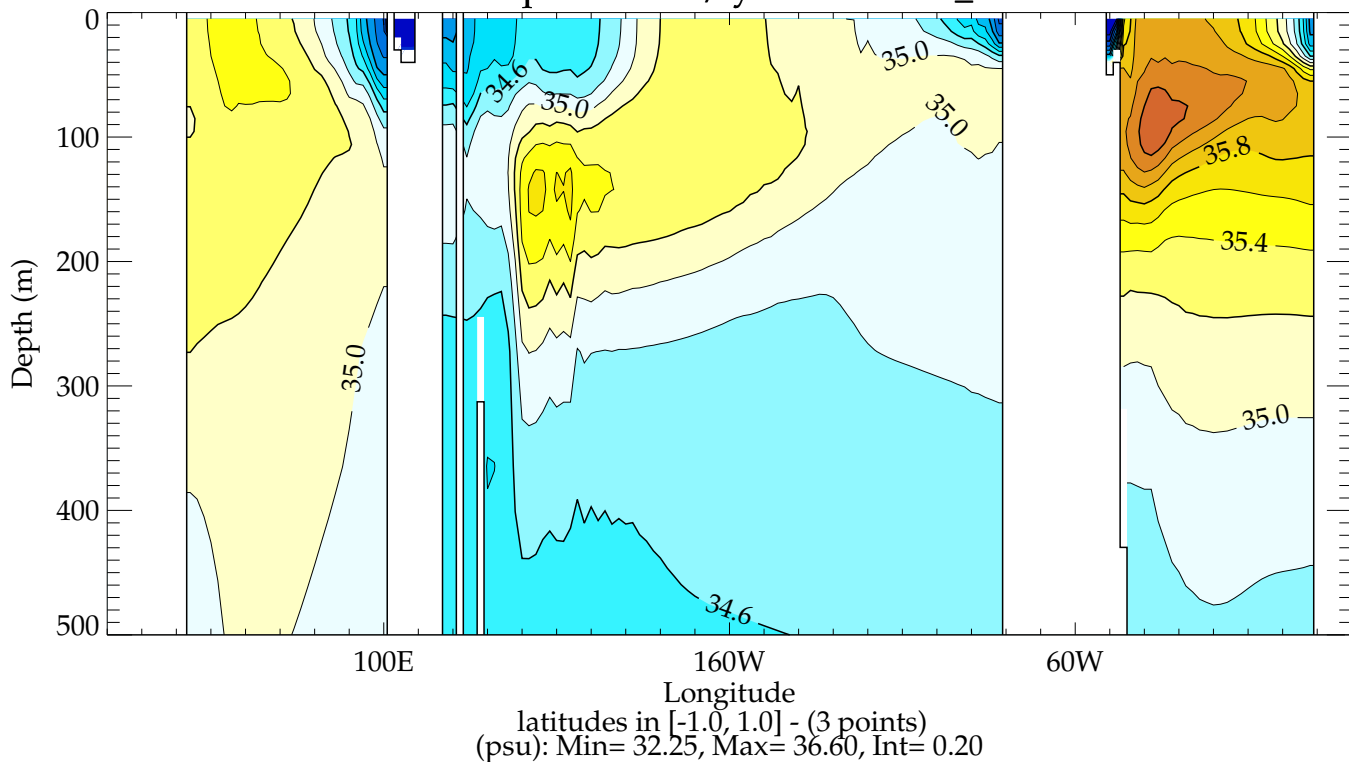 0
100
200
300
400
500
Depth (m)
34.6
35.0
35.0
35.0
35.0
34.6
35.8
35.4
35.0
100E
160W
60W
Longitude
latitudes in [-1.0, 1.0] - (3 points)
(psu): Min= 32.25, Max= 36.60, Int= 0.20